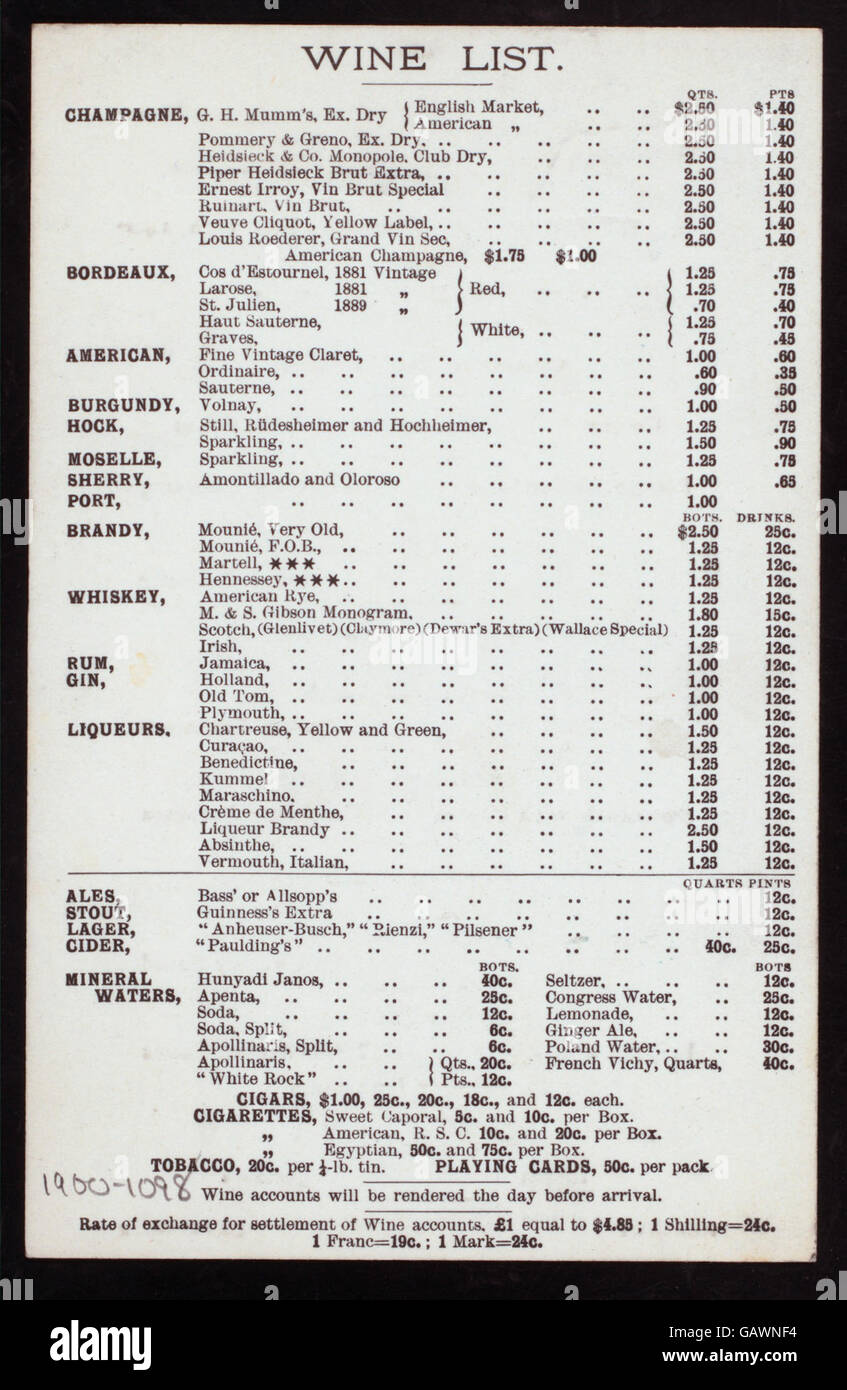 WINE LIST.
QTS. PTS
CHAMPAGNE, G. H. Mumm's, Ex. Dry { English Market, .. .. $2.50 $1.40
American „ .. .. 2.50 1.40
Pommery & Greno, Ex. Dry, .. .. .. .. .. 2.50 1.40
Heidsieck & Co. Monopole, Club Dry, .. .. .. 2.50 1.40
Piper Heidsieck Brut Extra, .. .. .. .. .. 2.50 1.40
Ernest Irroy, Vin Brut Special .. .. .. .. 2.50 1.40
Ruinart, Vin Brut, .. .. .. .. .. .. 2.50 1.40
Veuve Cliquot, Yellow Label, .. .. .. .. .. 2.50 1.40
Louis Roederer, Grand Vin Sec, .. .. .. .. 2.50 1.40
American Champagne, $1.75 $1.00
BORDEAUX, Cos d'Estournel, 1881 Vintage } 1.25 .75
Larose, 1881 „ } Red, .. .. .. { 1.25 .75
St. Julien, 1889 „ } .70 .40
Haut Sauterne, { 1.25 .70
Graves, { White, .. .. .. { .75 .45
AMERICAN, Fine Vintage Claret, .. .. .. .. .. .. 1.00 .60
Ordinaire, .. .. .. .. .. .. .. .. .60 .35
Sauterne, .. .. .. .. .. .. .. .. .90 .50
BURGUNDY, Volnay, .. .. .. .. .. .. .. .. 1.00 .50
HOCK, Still, Rüdesheimer and Hochheimer, .. .. .. 1.25 .75
Sparkling, .. .. .. .. .. .. .. .. 1.50 .90
MOSELLE, Sparkling, .. .. .. .. .. .. .. .. 1.25 .75
SHERRY, Amontillado and Oloroso .. .. .. .. .. 1.00 .65
PORT, .. .. .. .. .. .. .. .. 1.00
BOTS. DRINKS.
BRANDY, Mounié, Very Old, .. .. .. .. .. .. $2.50 25c.
Mounié, F.O.B., .. .. .. .. .. .. .. 1.25 12c.
Martell, *** .. .. .. .. .. .. .. 1.25 12c.
Hennessey, *** .. .. .. .. .. .. .. 1.25 12c.
WHISKEY, American Rye, .. .. .. .. .. .. .. 1.25 12c.
M. & S. Gibson Monogram, .. .. .. .. .. 1.80 15c.
Scotch, (Glenlivet) (Claymore) (Dewar's Extra) (Wallace Special) 1.25 12c.
Irish, .. .. .. .. .. .. .. .. 1.25 12c.
RUM, Jamaica, .. .. .. .. .. .. .. .. 1.00 12c.
GIN, Holland, .. .. .. .. .. .. .. .. 1.00 12c.
Old Tom, .. .. .. .. .. .. .. .. 1.00 12c.
Plymouth, .. .. .. .. .. .. .. .. 1.00 12c.
LIQUEURS. Chartreuse, Yellow and Green, .. .. .. .. 1.50 12c.
Curaçao, .. .. .. .. .. .. .. .. 1.25 12c.
Benedictine, .. .. .. .. .. .. .. 1.25 12c.
Kummel .. .. .. .. .. .. .. .. 1.25 12c.
Maraschino. .. .. .. .. .. .. .. 1.25 12c.
Crème de Menthe, .. .. .. .. .. .. 1.25 12c.
Liqueur Brandy .. .. .. .. .. .. .. 2.50 12c.
Absinthe, .. .. .. .. .. .. .. .. 1.50 12c.
Vermouth, Italian, .. .. .. .. .. .. 1.25 12c.
QUARTS PINTS
ALES, Bass' or Allsopp's .. .. .. .. .. .. .. .. 12c.
STOUT, Guinness's Extra .. .. .. .. .. .. .. .. 12c.
LAGER, "Anheuser-Busch," "Rienzi," "Pilsener" .. .. .. .. 12c.
CIDER, "Paulding's" .. .. .. .. .. .. .. .. 40c. 25c.
BOTS. BOTS
MINERAL Hunyadi Janos, .. .. .. 40c. Seltzer, .. .. .. 12c.
WATERS, Apenta, .. .. .. .. 25c. Congress Water, .. 25c.
Soda, .. .. .. .. 12c. Lemonade, .. .. 12c.
Soda, Split, .. .. .. 6c. Ginger Ale, .. .. 12c.
Apollinaris, Split, .. .. 6c. Poland Water, .. .. 30c.
Apollinaris, .. .. } Qts., 20c. French Vichy, Quarts, 40c.
"White Rock" .. .. { Pts., 12c.
CIGARS, $1.00, 25c., 20c., 18c., and 12c. each.
CIGARETTES, Sweet Caporal, 5c. and 10c. per Box.
„ American, R. S. C. 10c. and 20c. per Box.
„ Egyptian, 50c. and 75c. per Box.
TOBACCO, 20c. per ¼-lb. tin. PLAYING CARDS, 50c. per pack
1900-1098
Wine accounts will be rendered the day before arrival.
Rate of exchange for settlement of Wine accounts, £1 equal to $4.85; 1 Shilling=24c.
1 Franc=19c.; 1 Mark=24c.
alamy
Image ID: GAWNF4
www.alamy.com